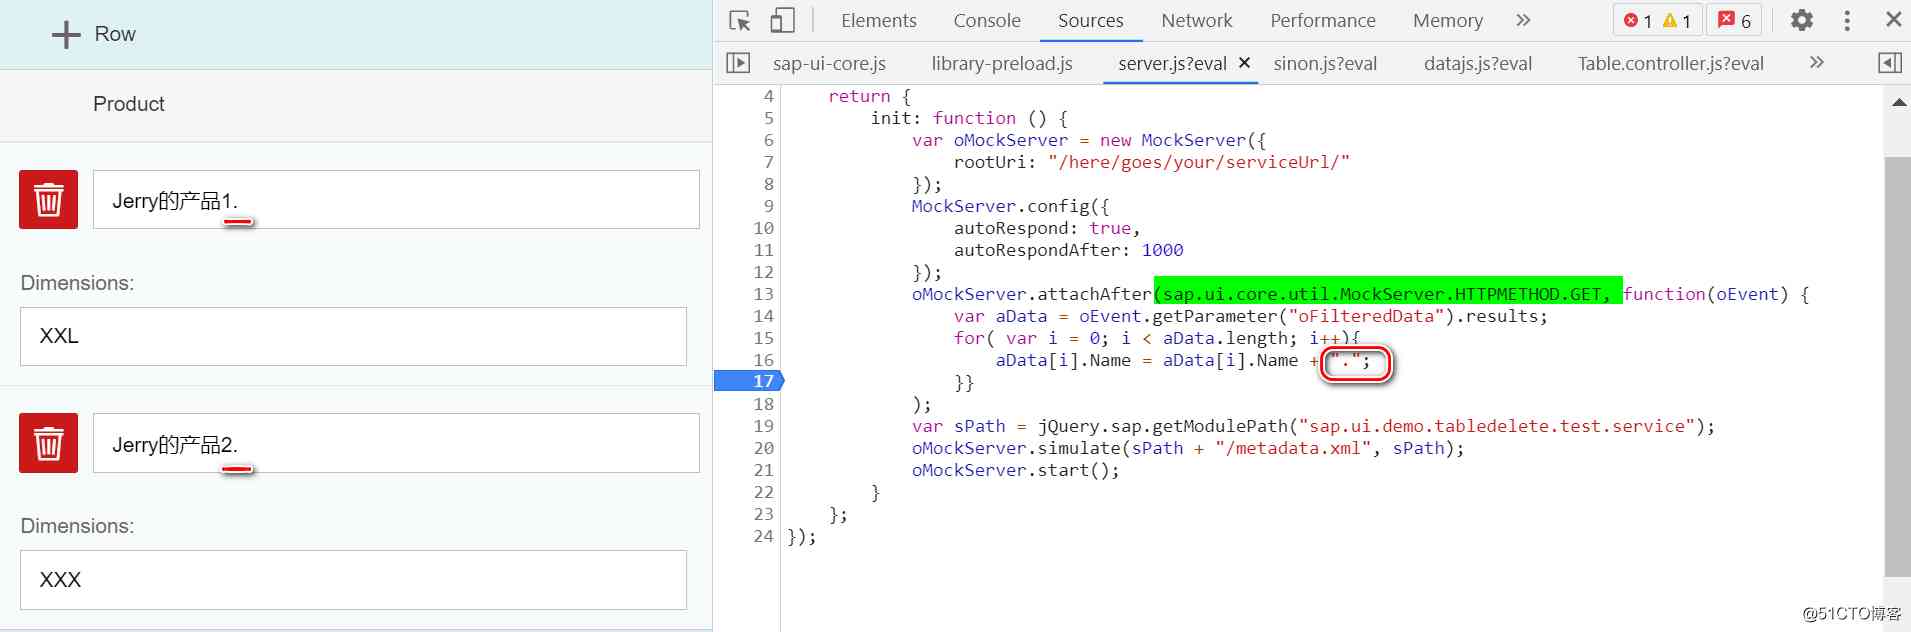 Row
Product
Jerry的产品1.
Dimensions:
XXL
Jerry的产品2.
Dimensions:
XXX
Elements Console Sources Network Performance Memory » 1 1 6
sap-ui-core.js library-preload.js server.js?eval × sinon.js?eval datajs.js?eval Table.controller.js?eval »
4 return {
5 init: function () {
6 var oMockServer = new MockServer({
7 rootUri: "/here/goes/your/serviceUrl/"
8 });
9 MockServer.config({
10 autoRespond: true,
11 autoRespondAfter: 1000
12 });
13 oMockServer.attachAfter(sap.ui.core.util.MockServer.HTTPMETHOD.GET, function(oEvent) {
14 var aData = oEvent.getParameter("oFilteredData").results;
15 for( var i = 0; i < aData.length; i++){
16 aData[i].Name = aData[i].Name + ".";
17 }}
18 );
19 var sPath = jQuery.sap.getModulePath("sap.ui.demo.tabledelete.test.service");
20 oMockServer.simulate(sPath + "/metadata.xml", sPath);
21 oMockServer.start();
22 }
23 };
24 });
@51CTO博客